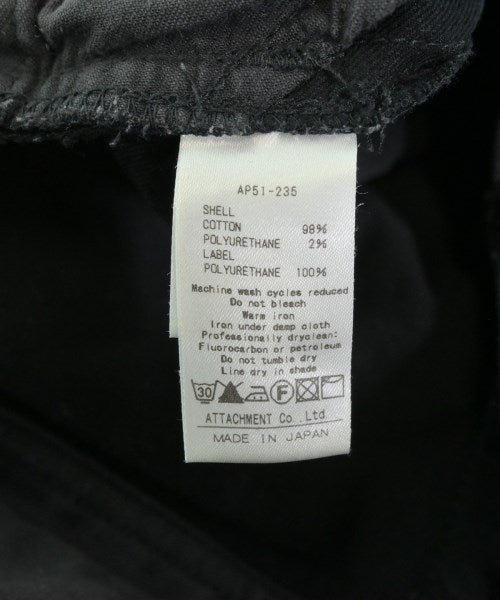 AP51-235
SHELL
COTTON 98%
POLYURETHANE 2%
LABEL
POLYURETHANE 100%
Machine wash cycles reduced
Do not bleach
Warm iron
Iron under damp cloth
Professionally dryclean:
Fluorocarbon or petroleum
Do not tumble dry
Line dry in shade
30 F
ATTACHMENT Co., Ltd.
MADE IN JAPAN